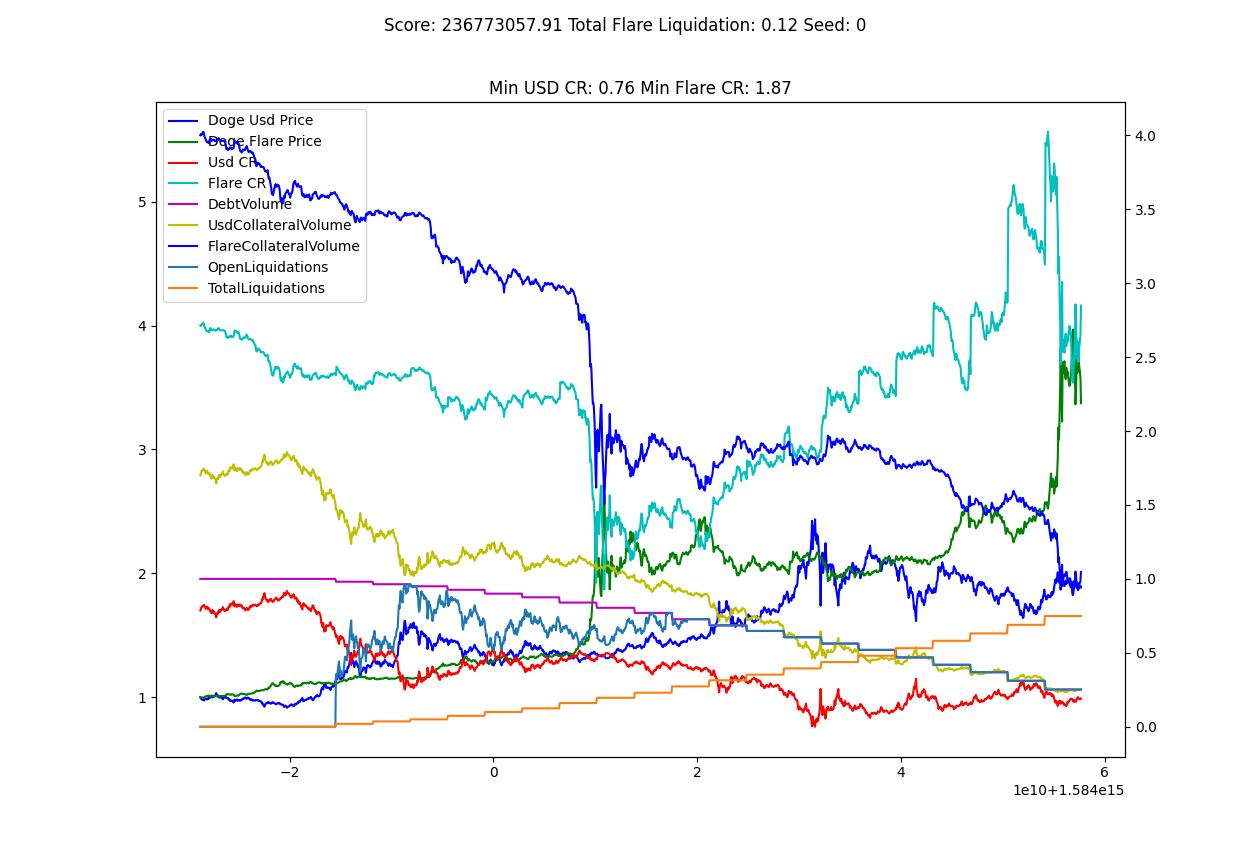 Score: 236773057.91 Total Flare Liquidation: 0.12 Seed: 0
Min USD CR: 0.76 Min Flare CR: 1.87
Doge Usd Price
Doge Flare Price
Usd CR
Flare CR
DebtVolume
UsdCollateralVolume
FlareCollateralVolume
OpenLiquidations
TotalLiquidations
5
4
3
2
1
4.0
3.5
3.0
2.5
2.0
1.5
1.0
0.5
0.0
−2 0 2 4 6
1e10+1.584e15